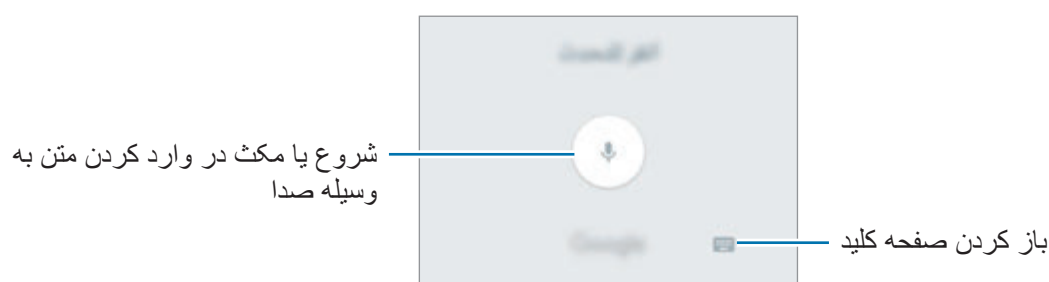 شروع یا مکث در وارد کردن متن به
وسیله صدا
باز کردن صفحه کلید